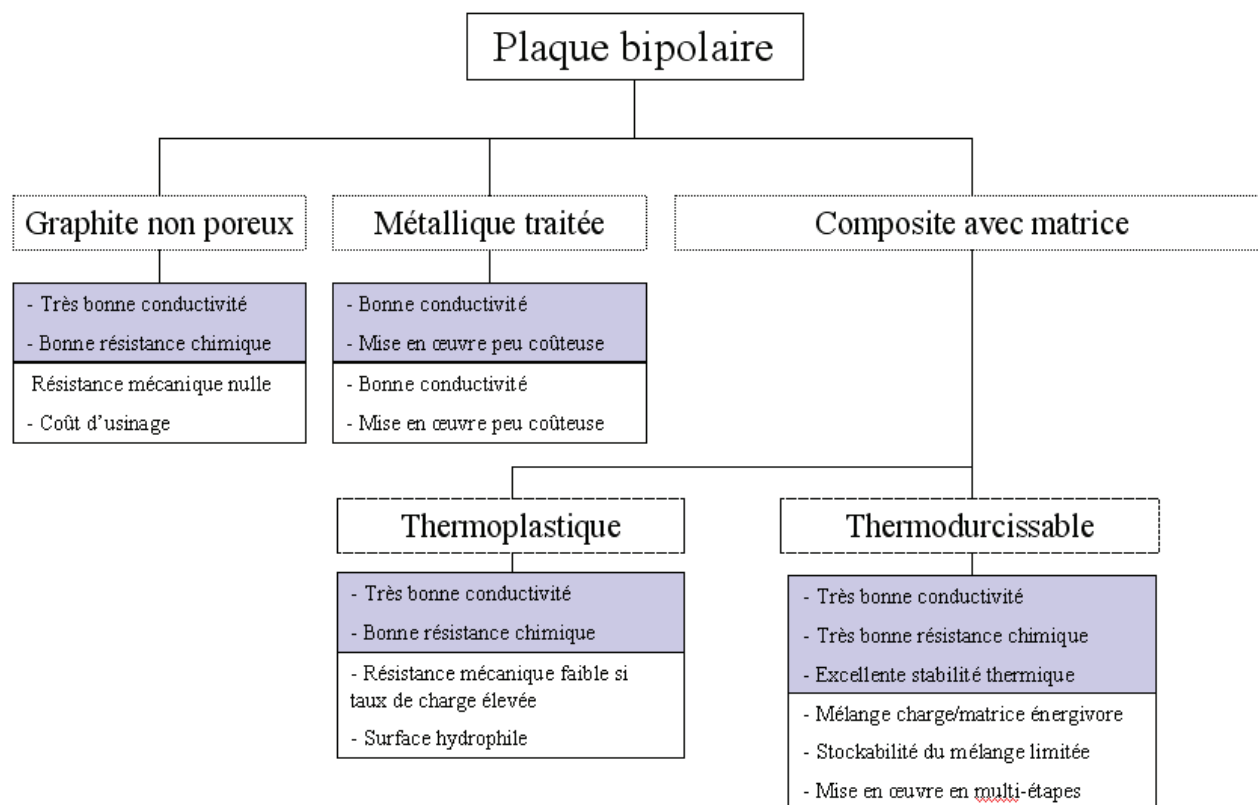 Plaque bipolaire
Graphite non poreux
- Très bonne conductivité
- Bonne résistance chimique
Résistance mécanique nulle
- Coût d'usinage
Métallique traitée
- Bonne conductivité
- Mise en œuvre peu coûteuse
- Bonne conductivité
- Mise en œuvre peu coûteuse
Composite avec matrice
Thermoplastique
- Très bonne conductivité
- Bonne résistance chimique
- Résistance mécanique faible si
taux de charge élevée
- Surface hydrophile
Thermodurcissable
- Très bonne conductivité
- Très bonne résistance chimique
- Excellente stabilité thermique
- Mélange charge/matrice énergivore
- Stockabilité du mélange limitée
- Mise en œuvre en multi-étapes